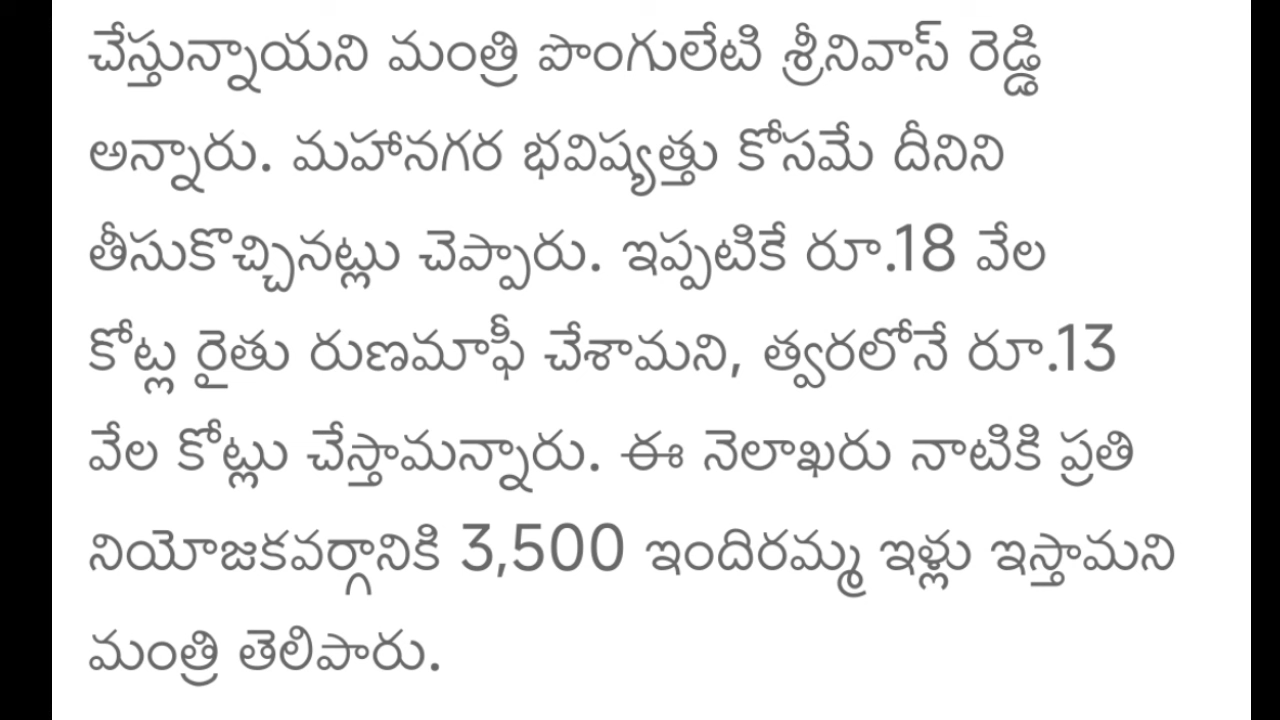 చేస్తున్నాయని మంత్రి పొంగులేటి శ్రీనివాస్ రెడ్డి
అన్నారు. మహానగర భవిష్యత్తు కోసమే దీనిని
తీసుకొచ్చినట్లు చెప్పారు. ఇప్పటికే రూ.18 వేల
కోట్ల రైతు రుణమాఫీ చేశామని, త్వరలోనే రూ.13
వేల కోట్లు చేస్తామన్నారు. ఈ నెలాఖరు నాటికి ప్రతి
నియోజకవర్గానికి 3,500 ఇందిరమ్మ ఇళ్లు ఇస్తామని
మంత్రి తెలిపారు.